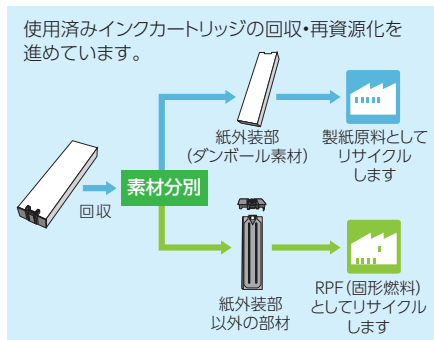 使用済みインクカートリッジの回収・再資源化を
進めています。
回収
素材分別
紙外装部
（ダンボール素材）
製紙原料として
リサイクル
します
紙外装部
以外の部材
RPF（固形燃料）
としてリサイクル
します